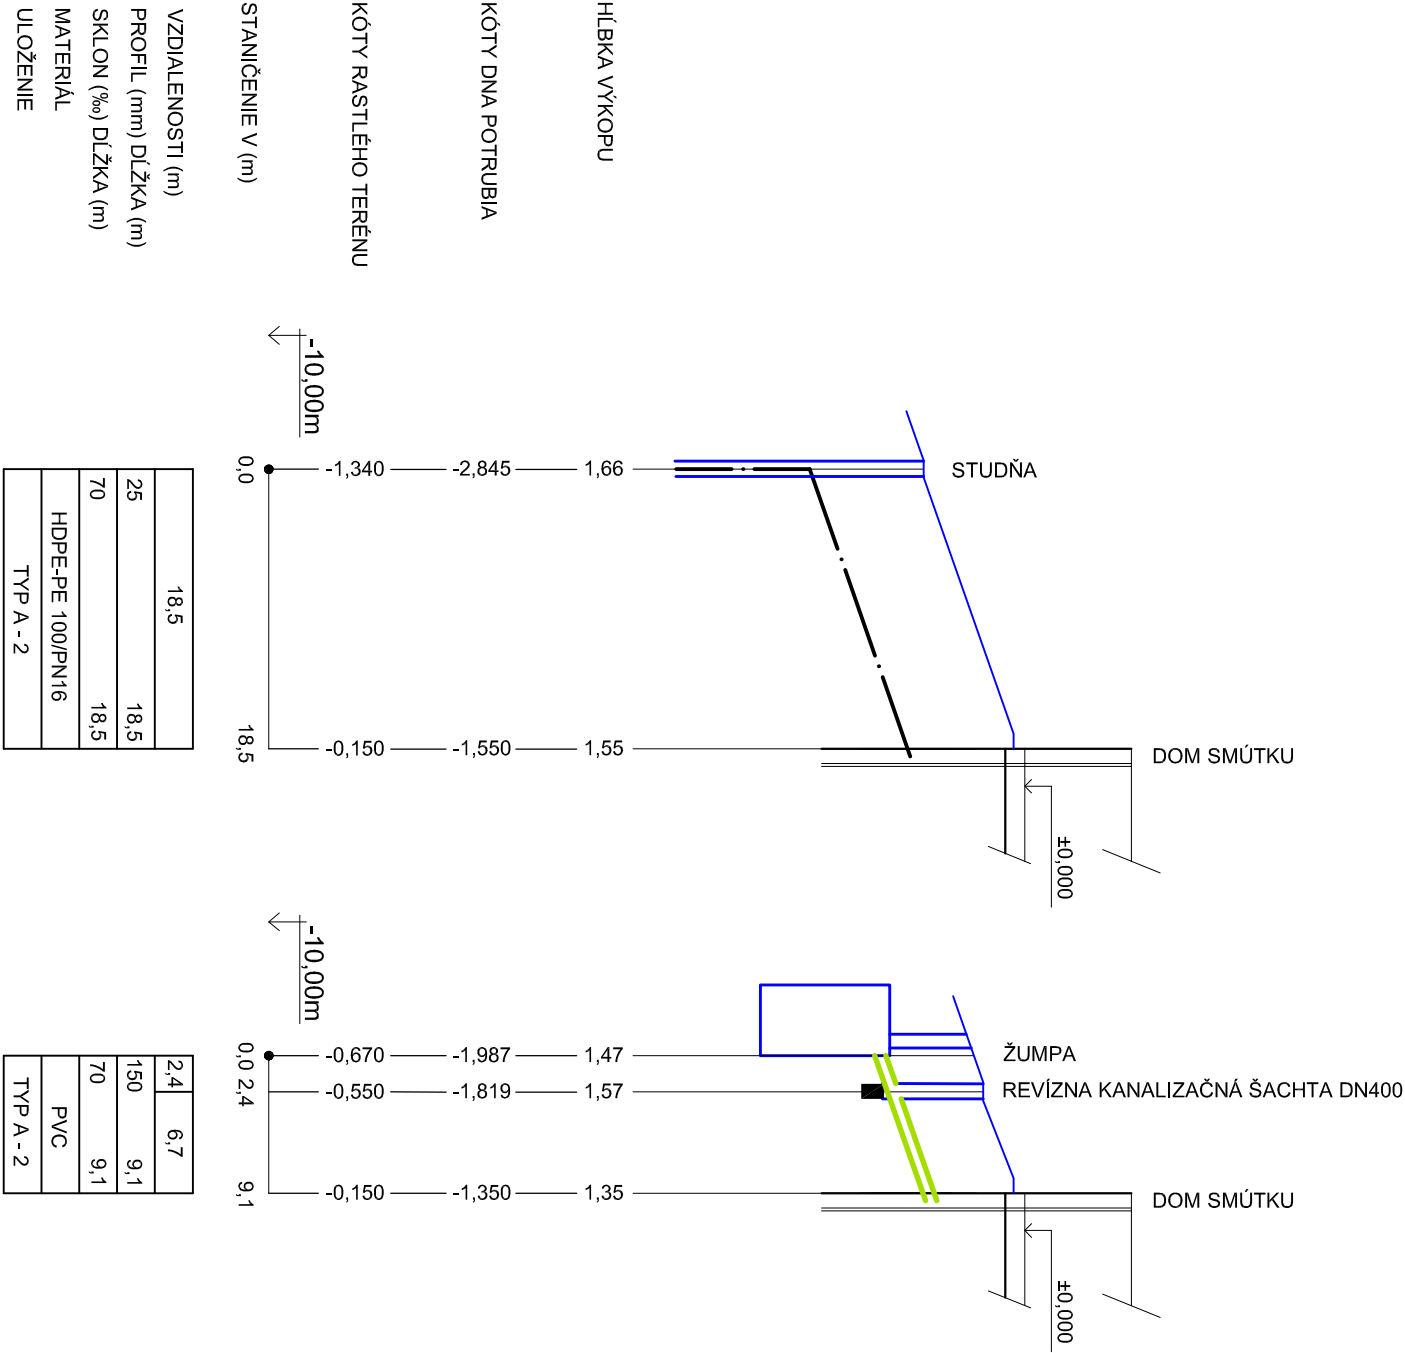 HĹBKA VÝKOPU
KÓTY DNA POTRUBIA
KÓTY RASTLÉHO TERÉNU
STANIČENIE V (m)
VZDIALENOSTI (m)
PROFIL (mm) DĹŽKA (m)
SKLON (‰) DĹŽKA (m)
MATERIÁL
ULOŽENIE
STUDŇA
DOM SMÚTKU
±0,000
-10,00m
1,66
1,55
-2,845
-1,550
-1,340
-0,150
0,0
18,5
18,5
25 18,5
70 18,5
HDPE-PE 100/PN16
TYP A - 2
ŽUMPA
REVÍZNA KANALIZAČNÁ ŠACHTA DN400
DOM SMÚTKU
±0,000
-10,00m
1,47
1,57
1,35
-1,987
-1,819
-1,350
-0,670
-0,550
-0,150
0,0 2,4
9,1
2,4 6,7
150 9,1
70 9,1
PVC
TYP A - 2